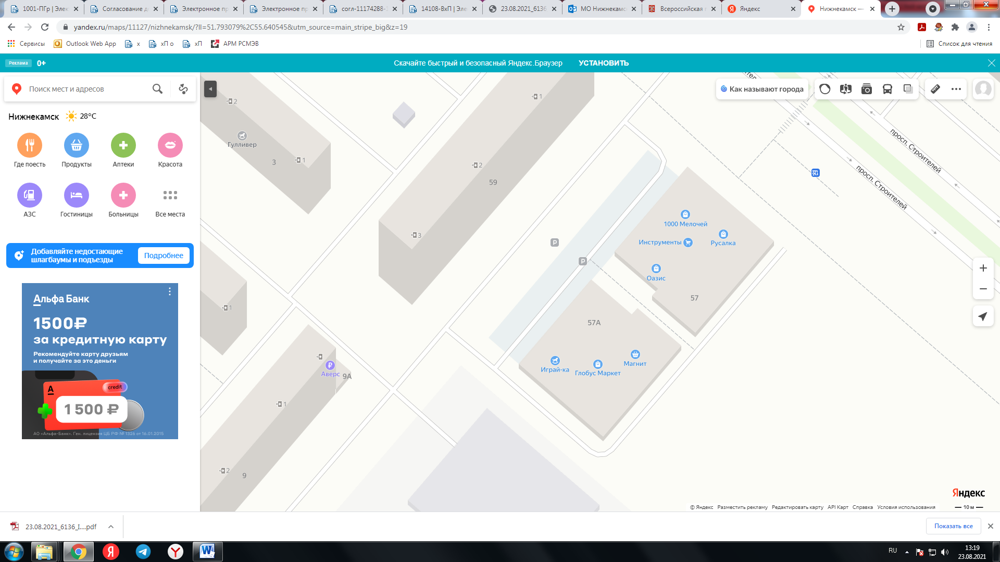 1001-ПГр | Элек
Согласование д
Электронное пр
Электронное пр
согл-11174288-1
14108-ВхП | Эле
23.08.2021_6136
МО Нижнекамс
Всероссийская п
Яндекс
Нижнекамск —
yandex.ru/maps/11127/nizhnekamsk/?ll=51.793079%2C55.640545&utm_source=main_stripe_big&z=19
Сервисы
Outlook Web App
х
хП о
хП
АРМ РСМЭВ
Список для чтения
Реклама
0+
Скачайте быстрый и безопасный Яндекс.Браузер
УСТАНОВИТЬ
Поиск мест и адресов
Как называют города
Нижнекамск
28°C
Где поесть
Продукты
Аптеки
Красота
АЗС
Гостиницы
Больницы
Все места
Добавляйте недостающие
шлагбаумы и подъезды
Подробнее
Альфа Банк
1500₽
за кредитную карту
Рекомендуйте карту друзьям
и получайте за это деньги
A
credit
1 500 ₽
АО «Альфа-Банк». Ген. лицензия ЦБ РФ № 1326 от 16.01.2015
2
Гулливер
3
1
1
2
59
3
1
Аверс
9А
1
2
9
P
P
1000 Мелочей
Инструменты
Русалка
Оазис
57
57А
Играй-ка
Глобус Маркет
Магнит
просп. Строителей
просп. Строителей
Яндекс
© Яндекс
Разместить рекламу
Редактировать карту
API Карт
Справка
Условия использования
10 м
23.08.2021_6136_I....pdf
Показать все
RU
13:19
23.08.2021